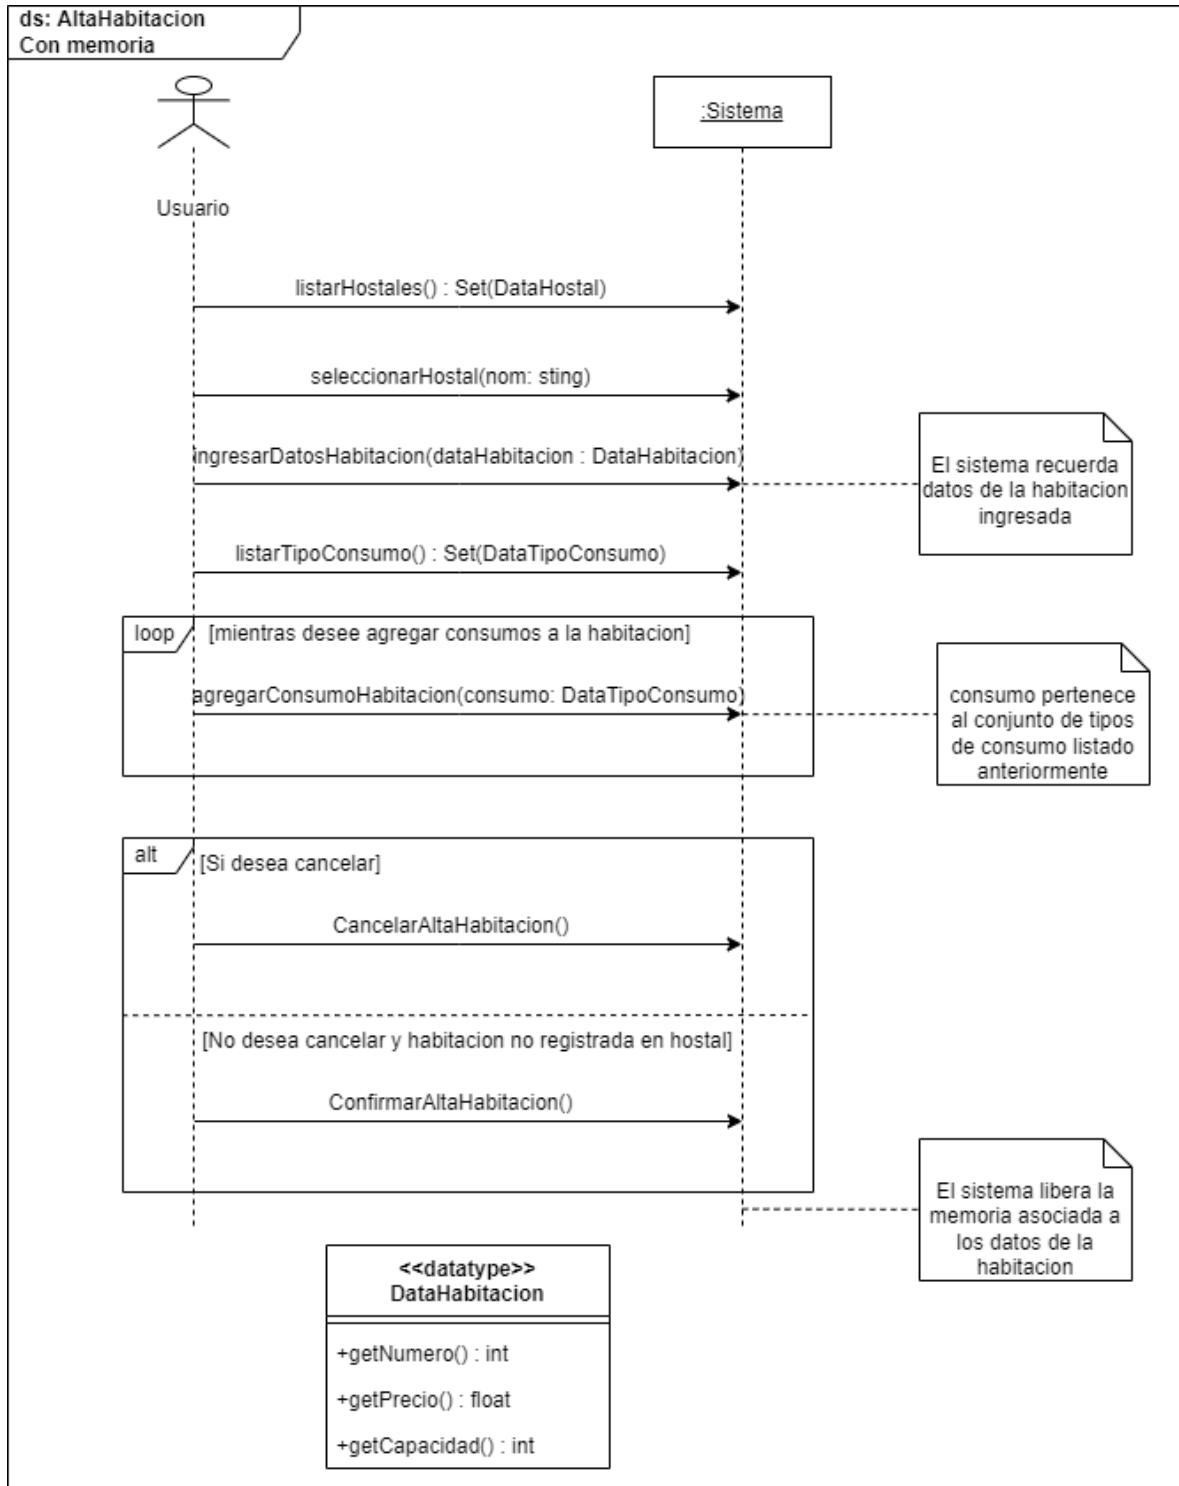 ds: AltaHabitacion
Con memoria
:Sistema
Usuario
listarHostales() : Set(DataHostal)
seleccionarHostal(nom: sting)
ingresarDatosHabitacion(dataHabitacion : DataHabitacion)
El sistema recuerda
datos de la habitacion
ingresada
listarTipoConsumo() : Set(DataTipoConsumo)
loop
[mientras desee agregar consumos a la habitacion]
agregarConsumoHabitacion(consumo: DataTipoConsumo)
consumo pertenece
al conjunto de tipos
de consumo listado
anteriormente
alt
[Si desea cancelar]
CancelarAltaHabitacion()
[No desea cancelar y habitacion no registrada en hostal]
ConfirmarAltaHabitacion()
El sistema libera la
memoria asociada a
los datos de la
habitacion
<<datatype>>
DataHabitacion
+getNumero() : int
+getPrecio() : float
+getCapacidad() : int